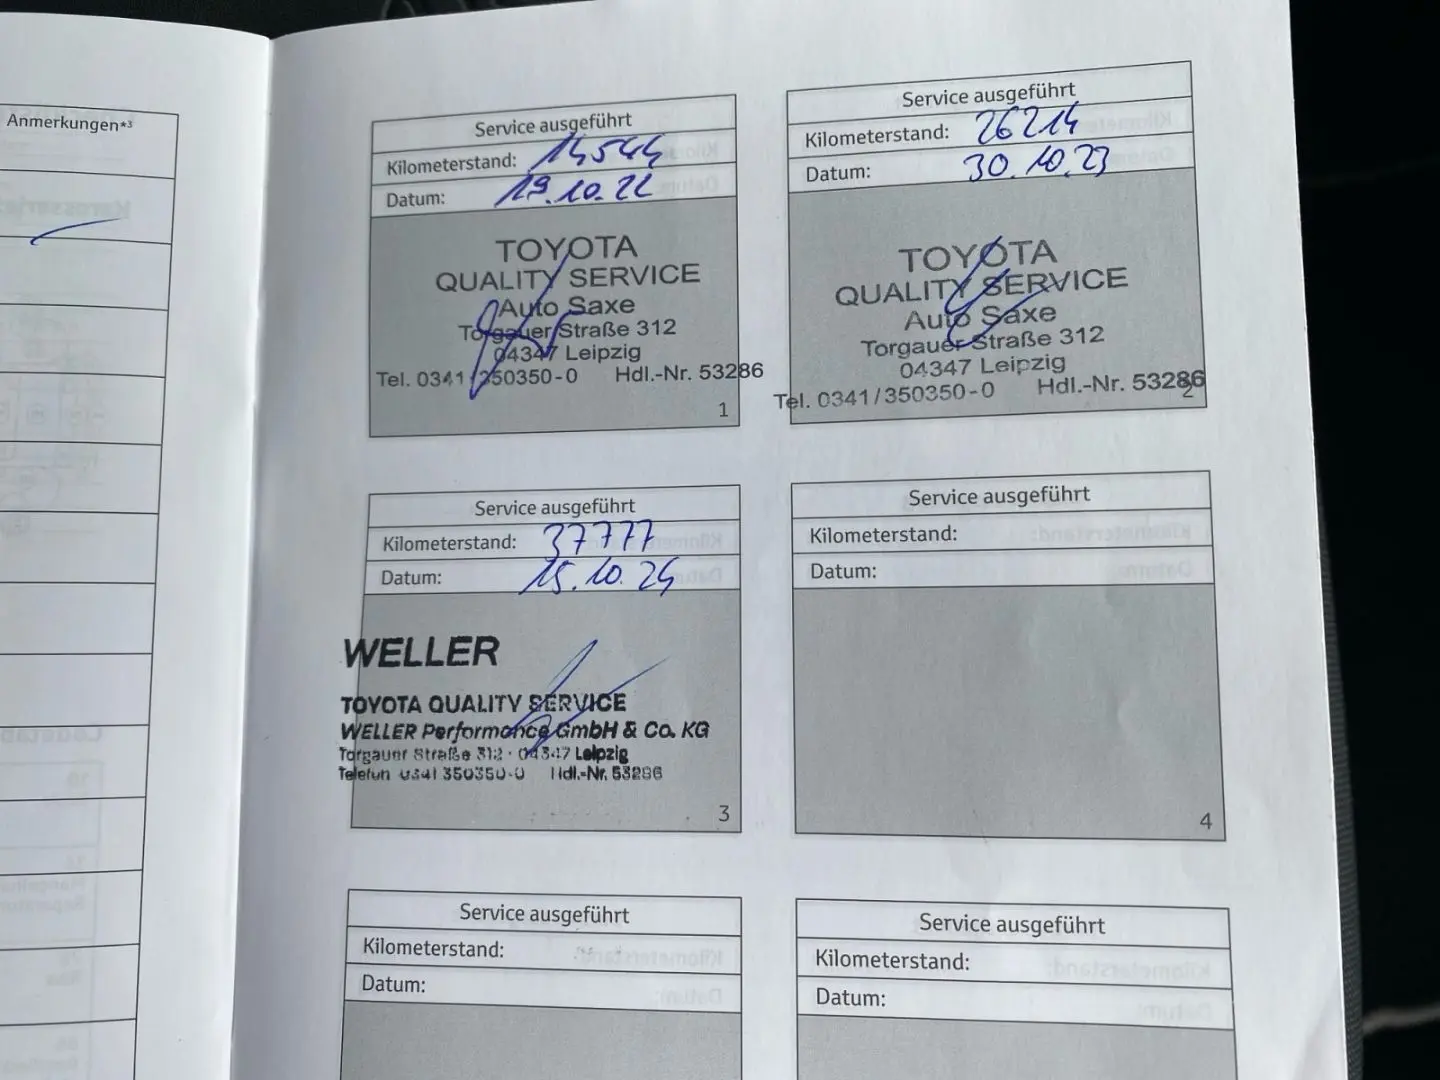 Anmerkungen*3
Service ausgeführt
Kilometerstand: 14544
Datum: 19.10.22
TOYOTA
QUALITY SERVICE
Auto Saxe
Torgauer Straße 312
04347 Leipzig
Tel. 0341/350350-0 Hdl.-Nr. 53286
1
Service ausgeführt
Kilometerstand: 26214
Datum: 30.10.23
TOYOTA
QUALITY SERVICE
Auto Saxe
Torgauer Straße 312
04347 Leipzig
Tel. 0341/350350-0 Hdl.-Nr. 53286
2
Service ausgeführt
Kilometerstand: 37777
Datum: 15.10.24
WELLER
TOYOTA QUALITY SERVICE
WELLER Performance GmbH & Co. KG
Torgauer Straße 312 · 04347 Leipzig
Telefon 0341 350350-0 Hdl.-Nr. 53286
3
Service ausgeführt
Kilometerstand:
Datum:
4
Service ausgeführt
Kilometerstand:
Datum:
Service ausgeführt
Kilometerstand:
Datum: